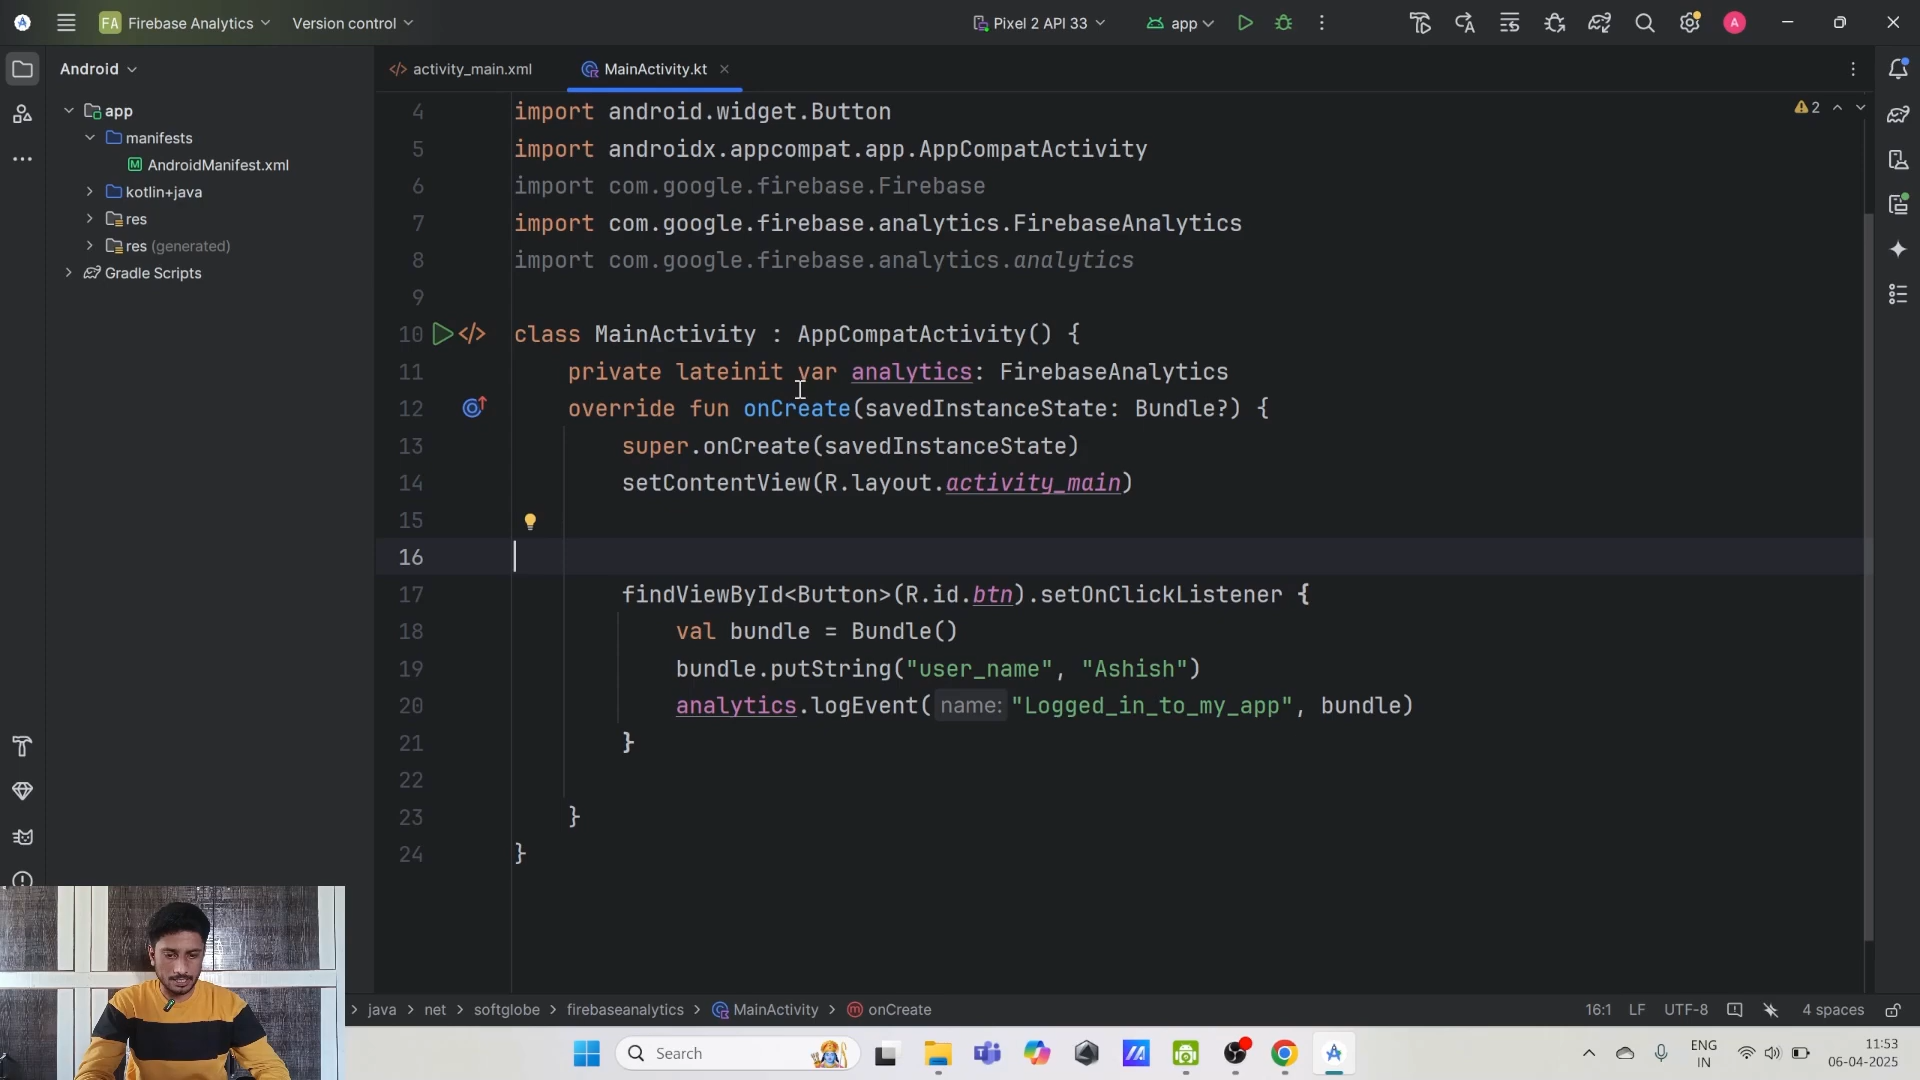 FA Firebase Analytics Version control Pixel 2 API 33 app A
Android
activity_main.xml MainActivity.kt
app
manifests
AndroidManifest.xml
kotlin+java
res
res (generated)
Gradle Scripts
2
4 import android.widget.Button
5 import androidx.appcompat.app.AppCompatActivity
6 import com.google.firebase.Firebase
7 import com.google.firebase.analytics.FirebaseAnalytics
8 import com.google.firebase.analytics.analytics
9
10 class MainActivity : AppCompatActivity() {
11 private lateinit var analytics: FirebaseAnalytics
12 override fun onCreate(savedInstanceState: Bundle?) {
13 super.onCreate(savedInstanceState)
14 setContentView(R.layout.activity_main)
15
16
17 findViewById<Button>(R.id.btn).setOnClickListener {
18 val bundle = Bundle()
19 bundle.putString("user_name", "Ashish")
20 analytics.logEvent( name: "Logged_in_to_my_app", bundle)
21 }
22
23 }
24 }
java > net > softglobe > firebaseanalytics > MainActivity > onCreate 16:1 LF UTF-8 4 spaces
Search
ENG
IN
11:53
06-04-2025